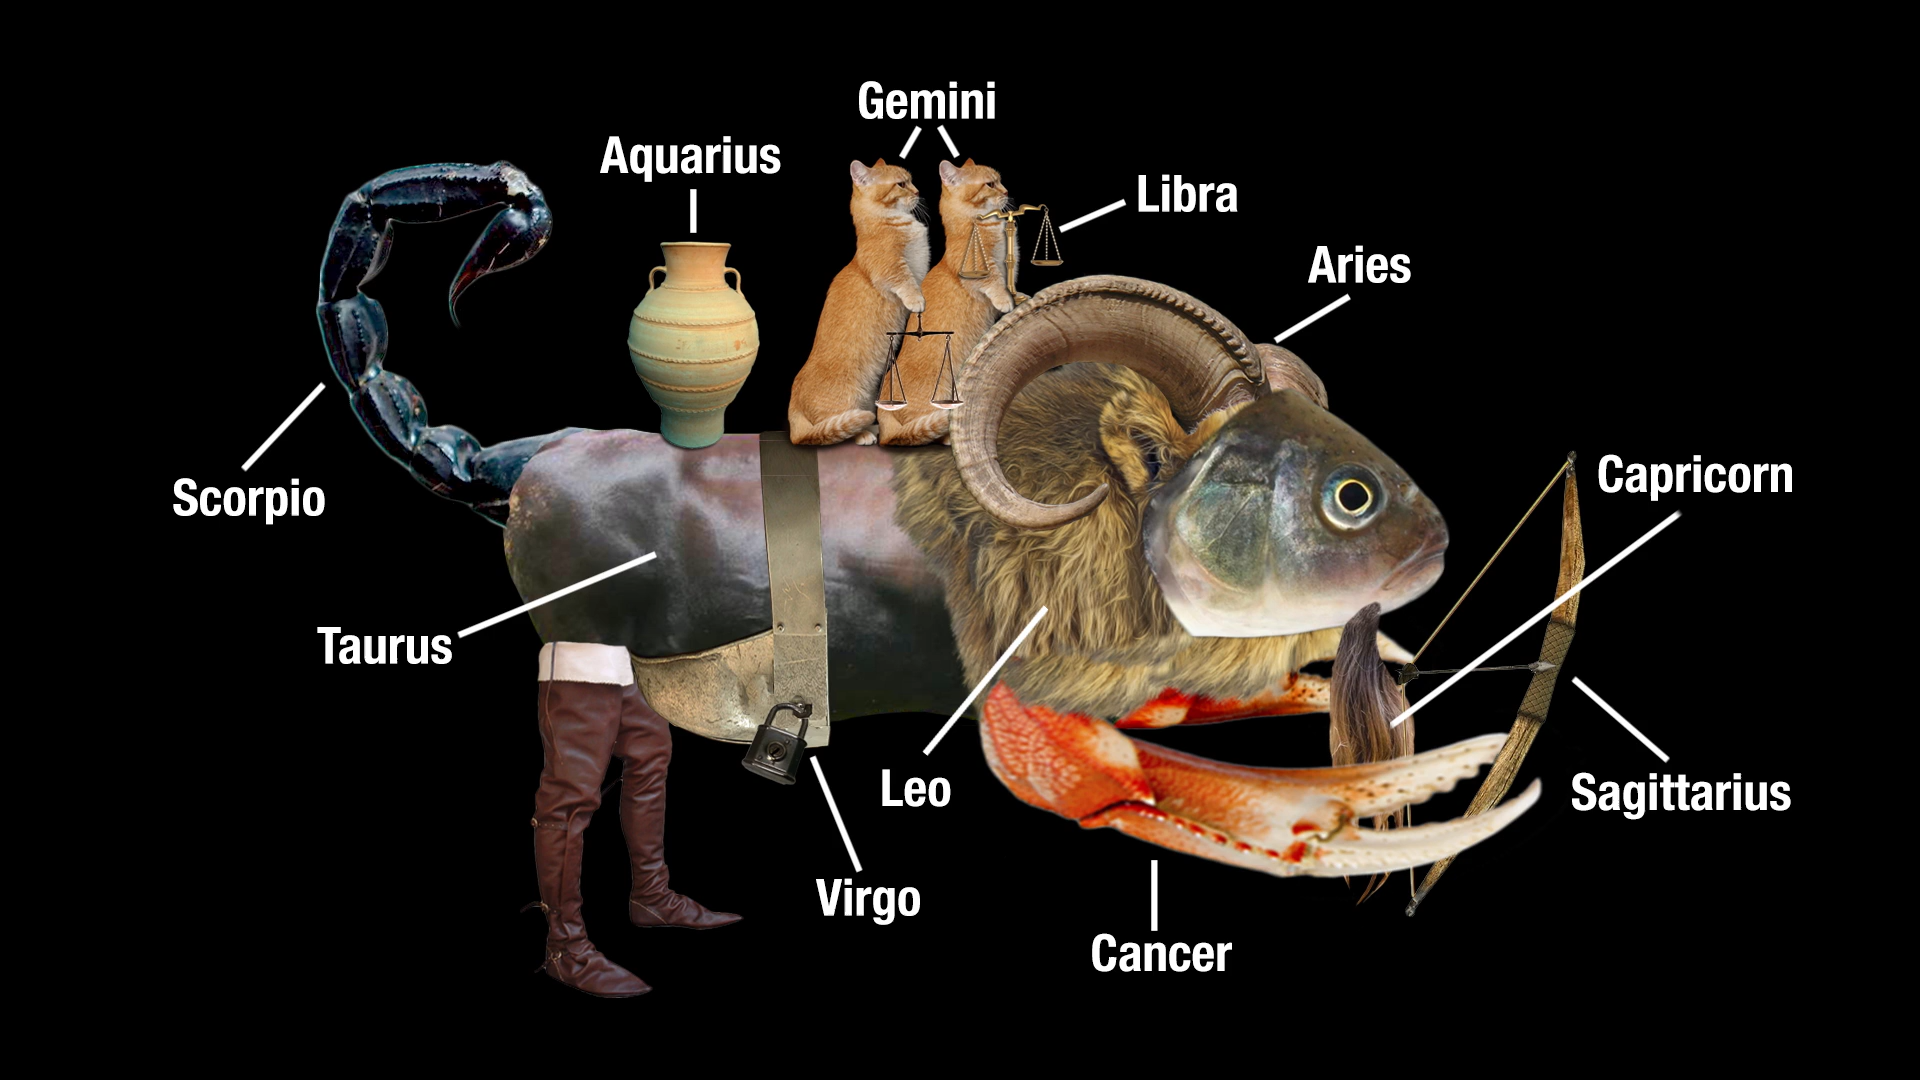 Gemini
Aquarius
Libra
Aries
Capricorn
Scorpio
Taurus
Leo
Sagittarius
Virgo
Cancer